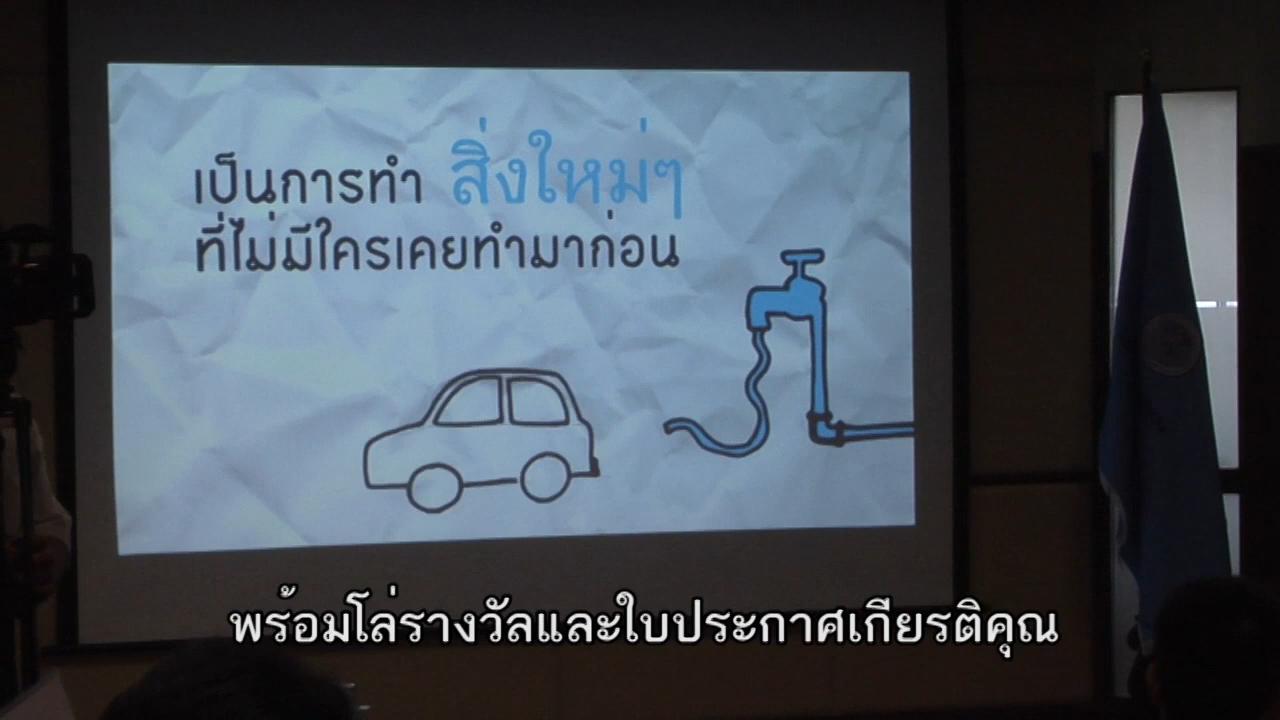 เป็นการทำ สิ่งใหม่ๆ
ที่ไม่มีใครเคยทำมาก่อน
พร้อมโล่รางวัลและใบประกาศเกียรติคุณ